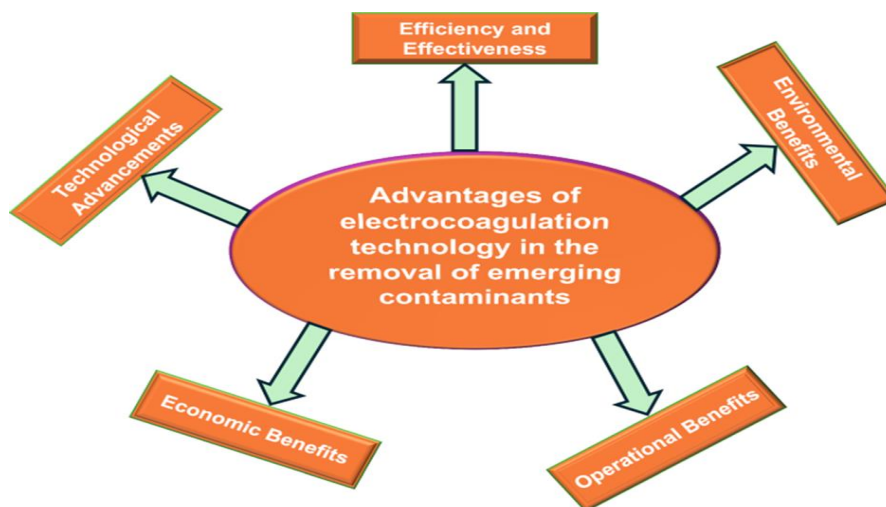 Efficiency and
Effectiveness
Technological
Advancements
Environmental
Benefits
Advantages of
electrocoagulation
technology in the
removal of emerging
contaminants
Economic Benefits
Operational Benefits